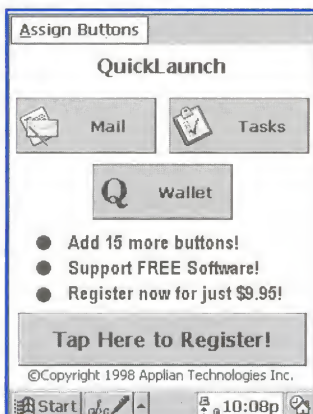 Assign Buttons
QuickLaunch
Mail
Tasks
Q Wallet
Add 15 more buttons!
Support FREE Software!
Register now for just $9.95!
Tap Here to Register!
©Copyright 1998 Applian Technologies Inc.
Start abc 10:08p